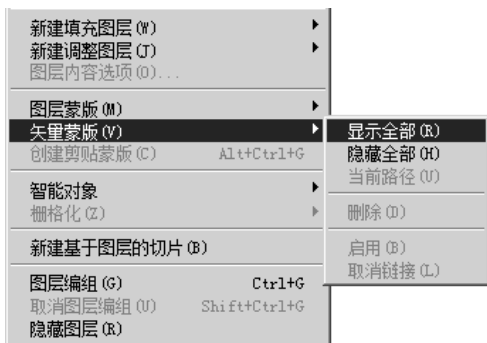 新建填充图层(W)
新建调整图层(J)
图层内容选项(O)...
图层蒙版(M)
矢量蒙版(V)
创建剪贴蒙版(C) Alt+Ctrl+G
智能对象
栅格化(Z)
新建基于图层的切片(B)
图层编组(G) Ctrl+G
取消图层编组(U) Shift+Ctrl+G
隐藏图层(R)
显示全部(R)
隐藏全部(H)
当前路径(U)
删除(D)
启用(B)
取消链接(L)